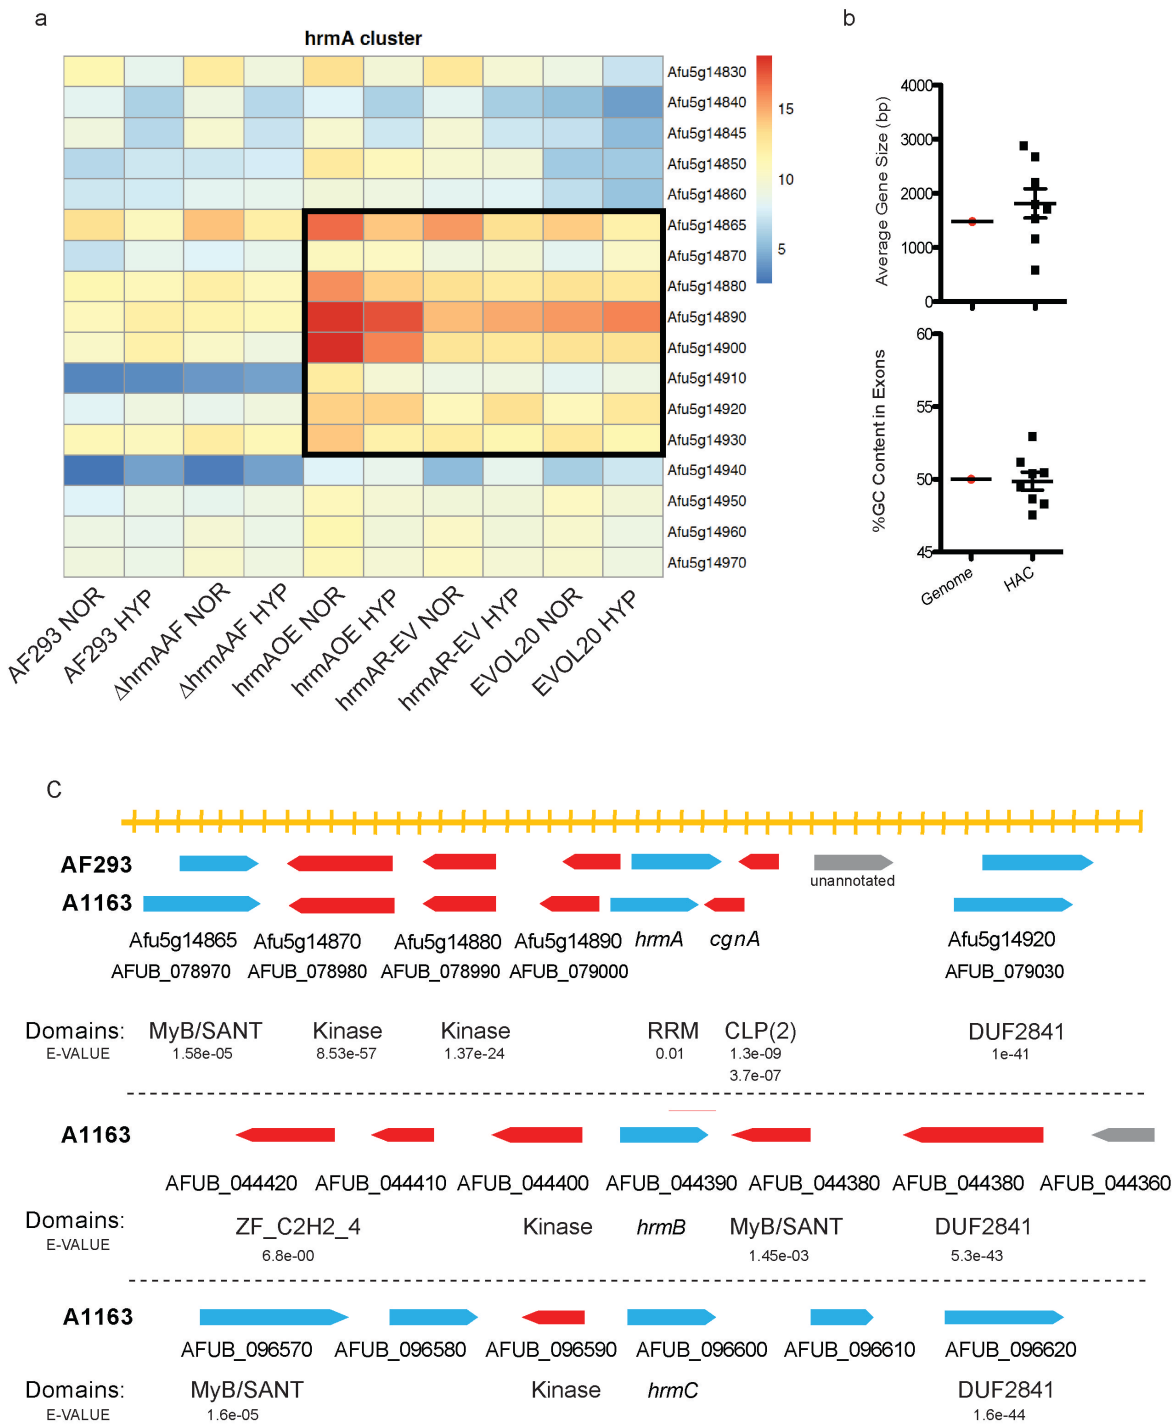 a
hrmA cluster
Afu5g14830
Afu5g14840
Afu5g14845
Afu5g14850
Afu5g14860
Afu5g14865
Afu5g14870
Afu5g14880
Afu5g14890
Afu5g14900
Afu5g14910
Afu5g14920
Afu5g14930
Afu5g14940
Afu5g14950
Afu5g14960
Afu5g14970
15
10
5
AF293 NOR
AF293 HYP
ΔhrmAAF NOR
ΔhrmAAF HYP
hrmAOE NOR
hrmAOE HYP
hrmAR-EV NOR
hrmAR-EV HYP
EVOL20 NOR
EVOL20 HYP
b
Average Gene Size (bp)
4000
3000
2000
1000
0
%GC Content in Exons
60
55
50
45
Genome
HAC
C
AF293
unannotated
A1163
Afu5g14865 Afu5g14870 Afu5g14880 Afu5g14890 hrmA cgnA Afu5g14920
AFUB_078970 AFUB_078980 AFUB_078990 AFUB_079000 AFUB_079030
Domains: MyB/SANT Kinase Kinase RRM CLP(2) DUF2841
E-VALUE 1.58e-05 8.53e-57 1.37e-24 0.01 1.3e-09 1e-41
3.7e-07
A1163
AFUB_044420 AFUB_044410 AFUB_044400 AFUB_044390 AFUB_044380 AFUB_044380 AFUB_044360
Domains: ZF_C2H2_4 Kinase hrmB MyB/SANT DUF2841
E-VALUE 6.8e-00 1.45e-03 5.3e-43
A1163
AFUB_096570 AFUB_096580 AFUB_096590 AFUB_096600 AFUB_096610 AFUB_096620
Domains: MyB/SANT Kinase hrmC DUF2841
E-VALUE 1.6e-05 1.6e-44